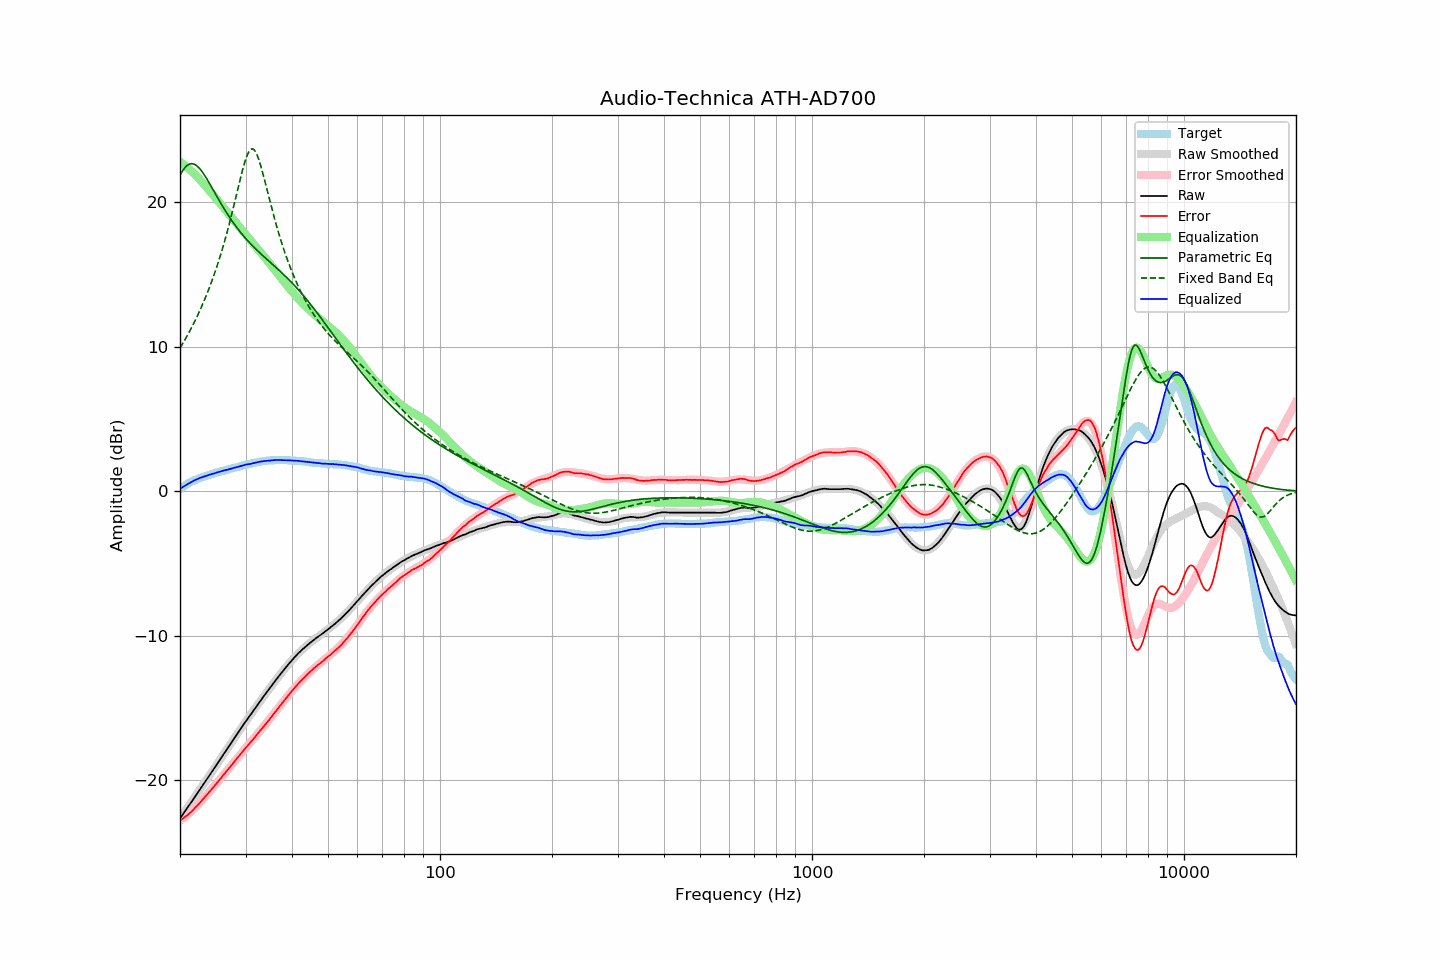 Audio-Technica ATH-AD700
Target
Raw Smoothed
Error Smoothed
Raw
Error
Equalization
Parametric Eq
Fixed Band Eq
Equalized
20
10
0
−10
−20
Amplitude (dBr)
100
1000
10000
Frequency (Hz)